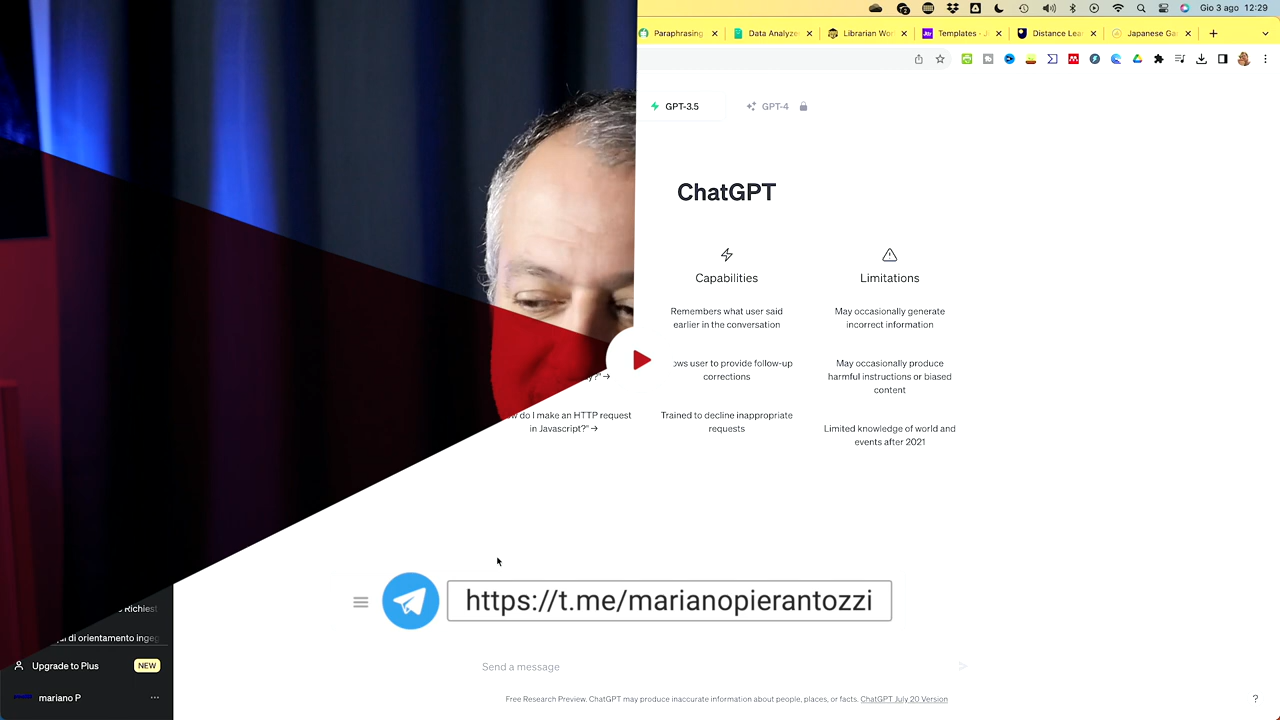 Gio 3 ago 12:29
Paraphrasing
Data Analyze
Librarian Wo
Templates - J
Distance Lea
Japanese Ga
GPT-3.5
GPT-4
ChatGPT
Capabilities
Limitations
Remembers what user said
earlier in the conversation
May occasionally generate
incorrect information
ows user to provide follow-up
corrections
May occasionally produce
harmful instructions or biased
content
y?" →
w do I make an HTTP request
in Javascript?" →
Trained to decline inappropriate
requests
Limited knowledge of world and
events after 2021
https://t.me/marianopierantozzi
Richiest
di orientamento inge
Upgrade to Plus
NEW
Send a message
mariano P
Free Research Preview. ChatGPT may produce inaccurate information about people, places, or facts. ChatGPT July 20 Version
?